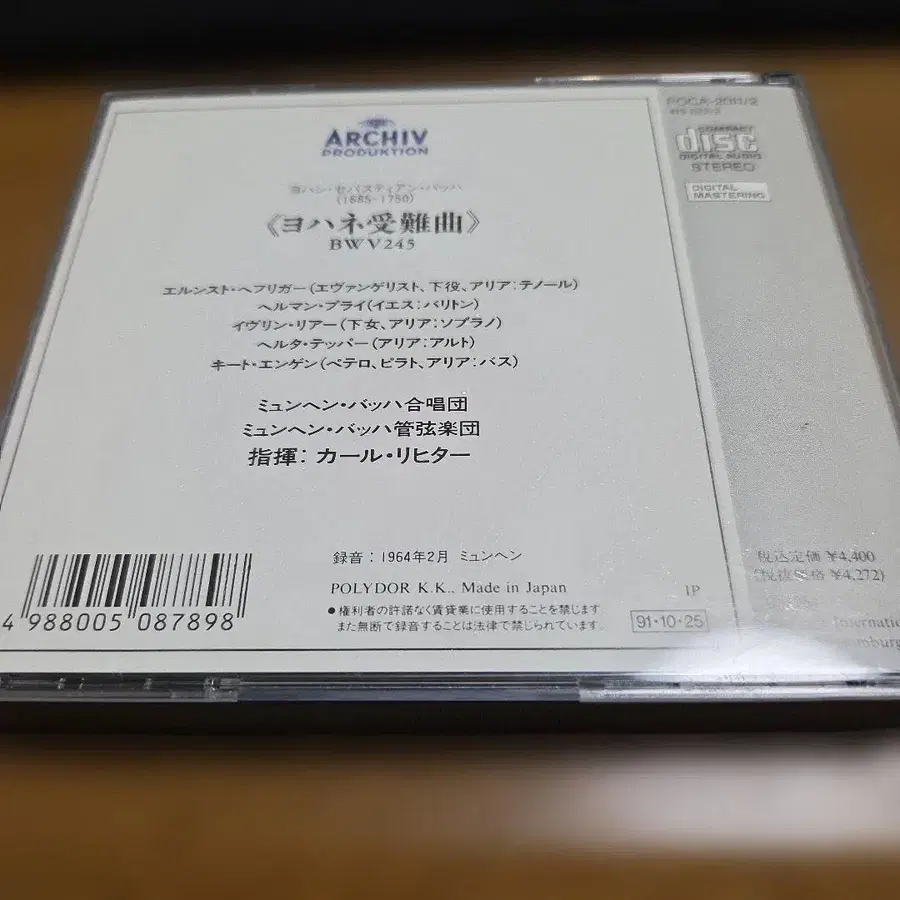 ARCHIV
PRODUKTION
ヨハン・セバスティアン・バッハ
(1685-1750)
《ヨハネ受難曲》
BWV245
エルンスト・ヘフリガー(エヴァンゲリスト、下役、アリア:テノール)
ヘルマン・プライ(イエス:バリトン)
イヴリン・リアー(下女、アリア:ソプラノ)
ヘルタ・テッパー(アリア:アルト)
キート・エンゲン(ペテロ、ピラト、アリア:バス)
ミュンヘン・バッハ合唱団
ミュンヘン・バッハ管弦楽団
指揮: カール・リヒター
録音:1964年2月 ミュンヘン
POLYDOR K.K., Made in Japan
1P
●権利者の許諾なく賃貸業に使用することを禁じます
また無断で録音することは法律で禁じられています.
91・10・25
4 988005 087898
POCA-2011/2
COMPACT
disc
DIGITAL AUDIO
STEREO
DIGITAL
MASTERING
税込定価 ¥4,400
(税抜価格 ¥4,272)